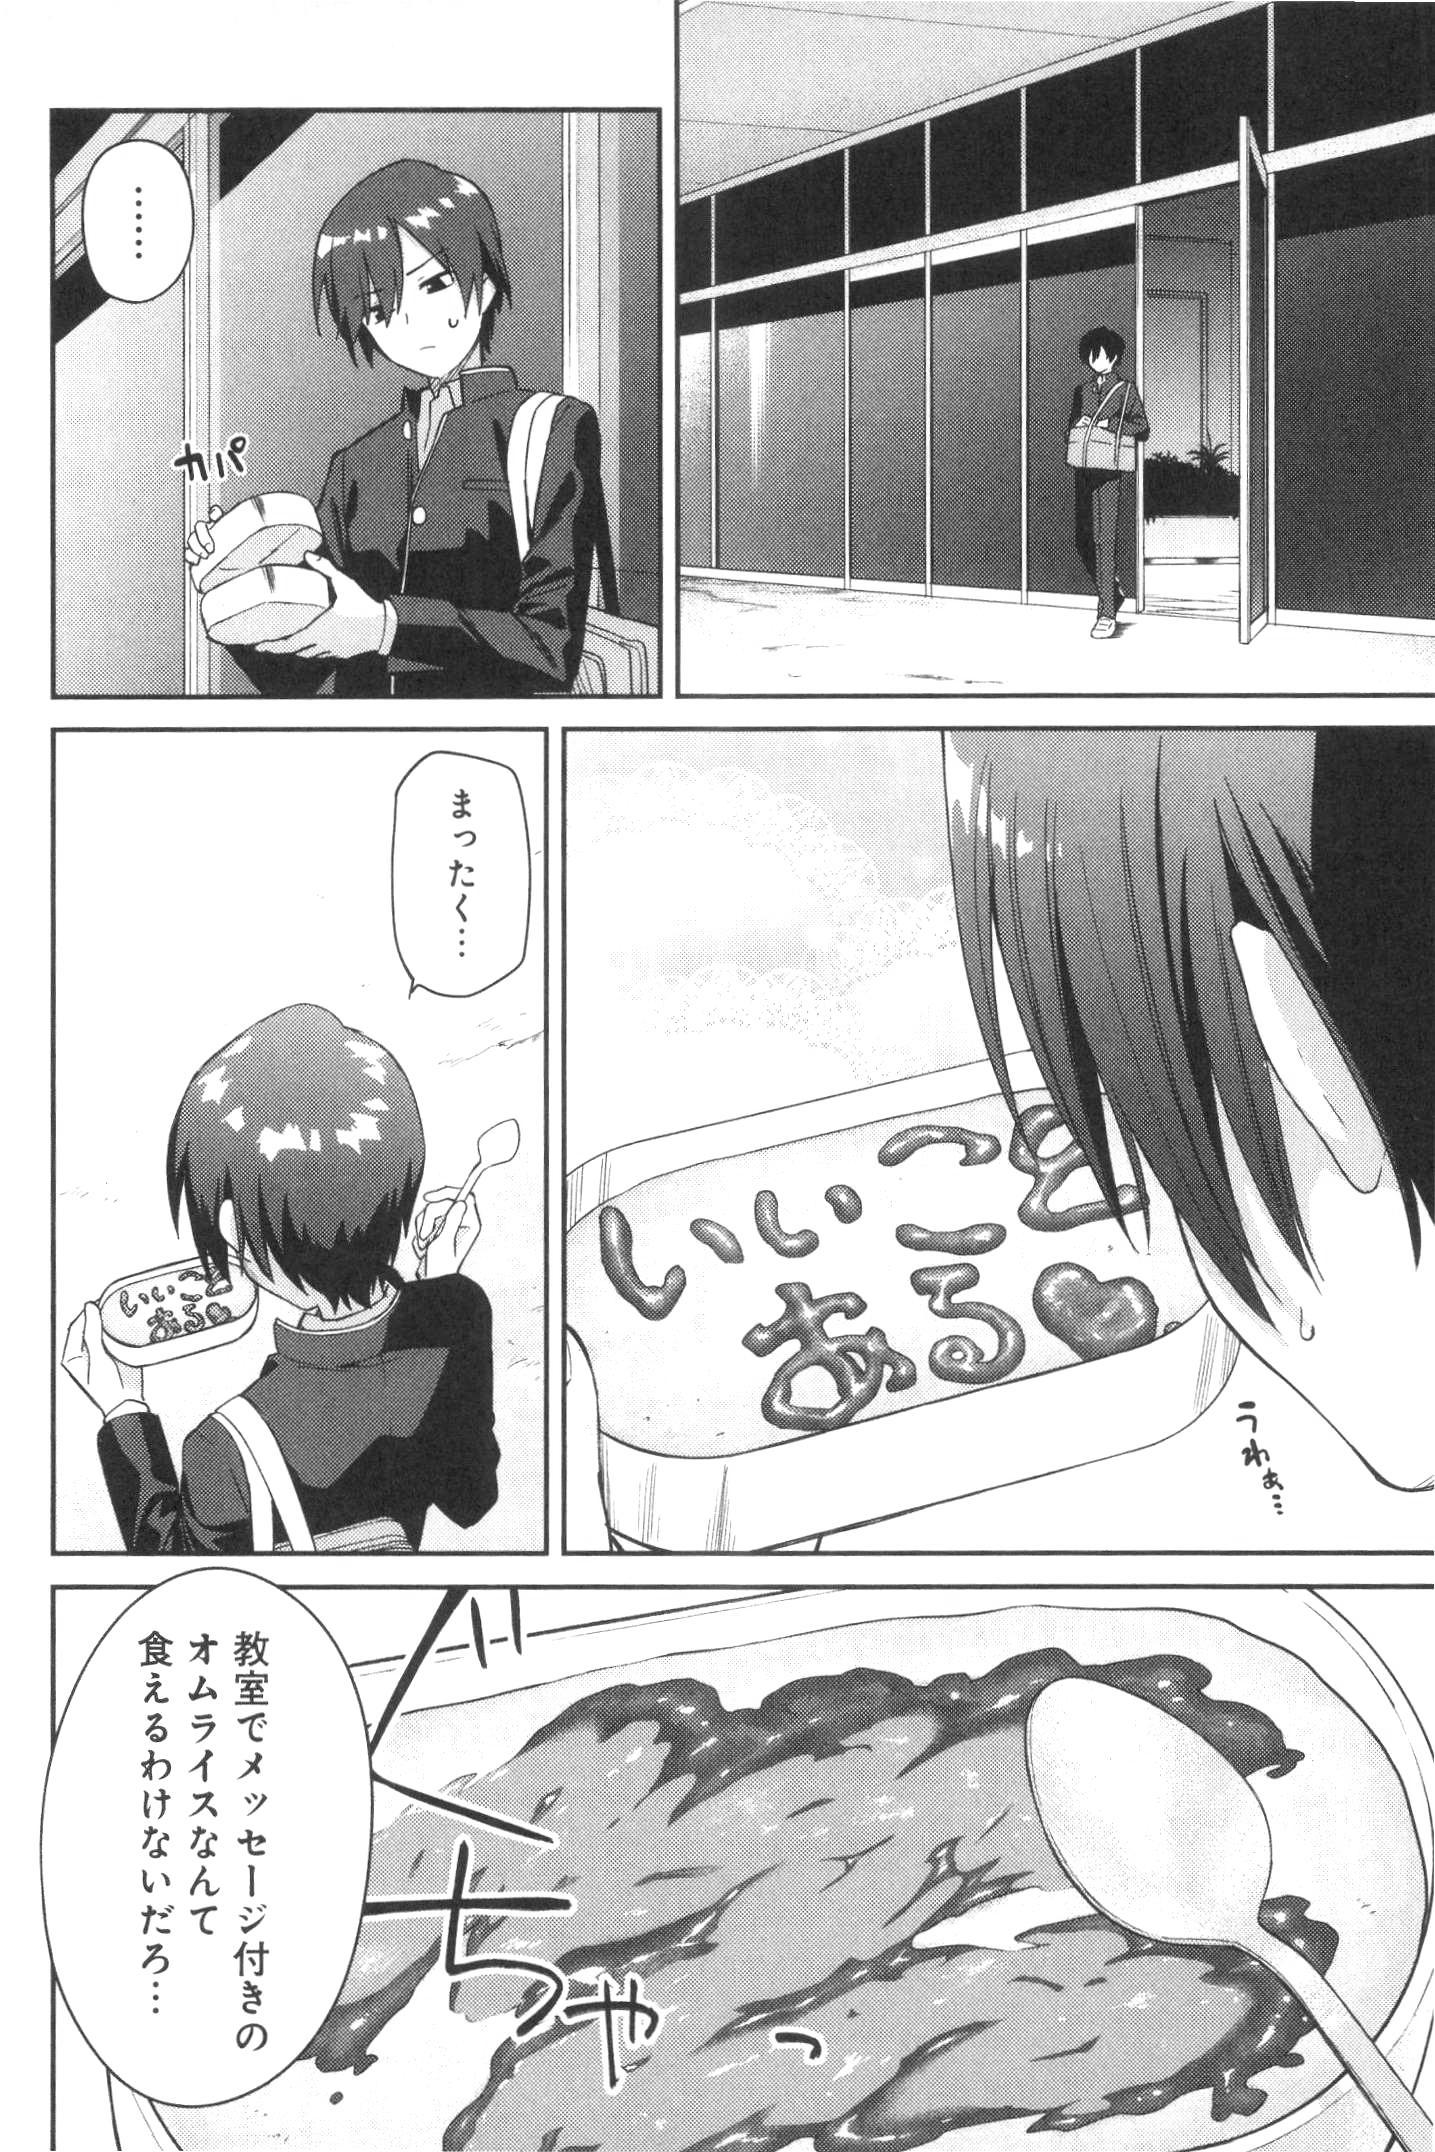 ……
カパ
いいこと
ある♥
うわぁ…
まったく…
教室でメッセージ付きの
オムライスなんて
食えるわけないだろ…
べちゃっ